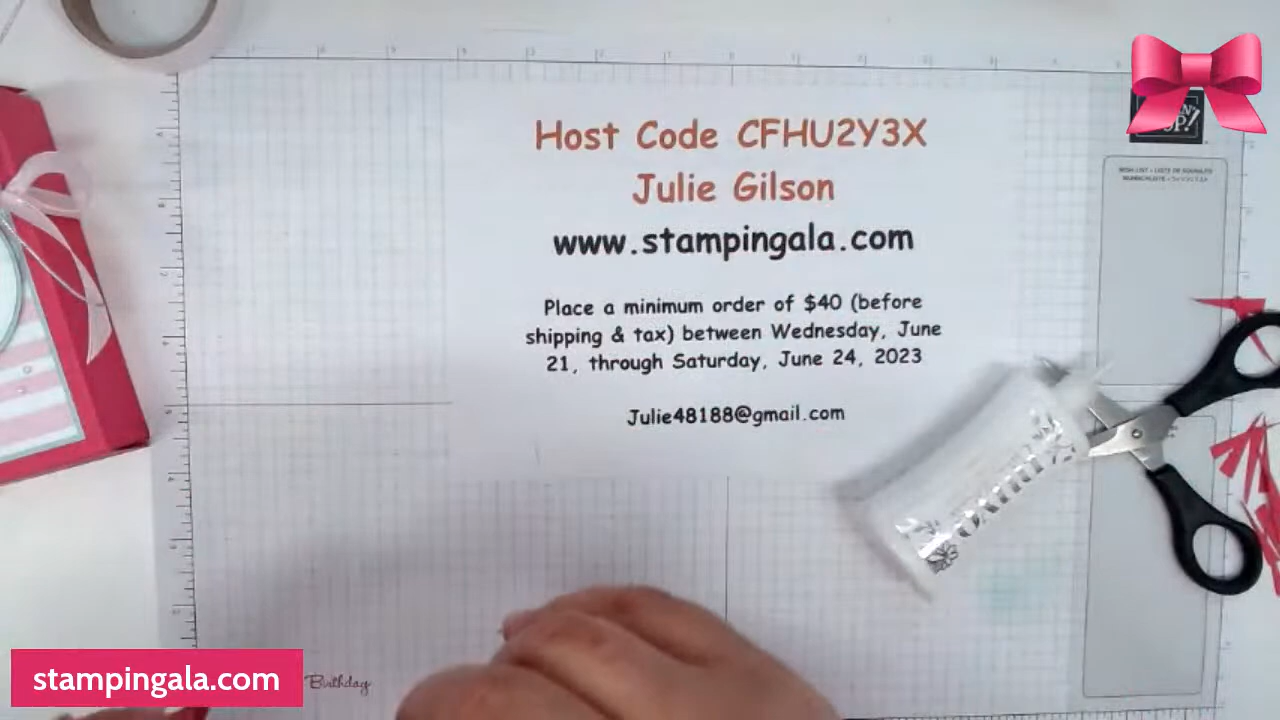 Host Code CFHU2Y3X
Julie Gilson
www.stampingala.com
Place a minimum order of $40 (before
shipping & tax) between Wednesday, June
21, through Saturday, June 24, 2023
Julie48188@gmail.com
stampingala.com
Birthday